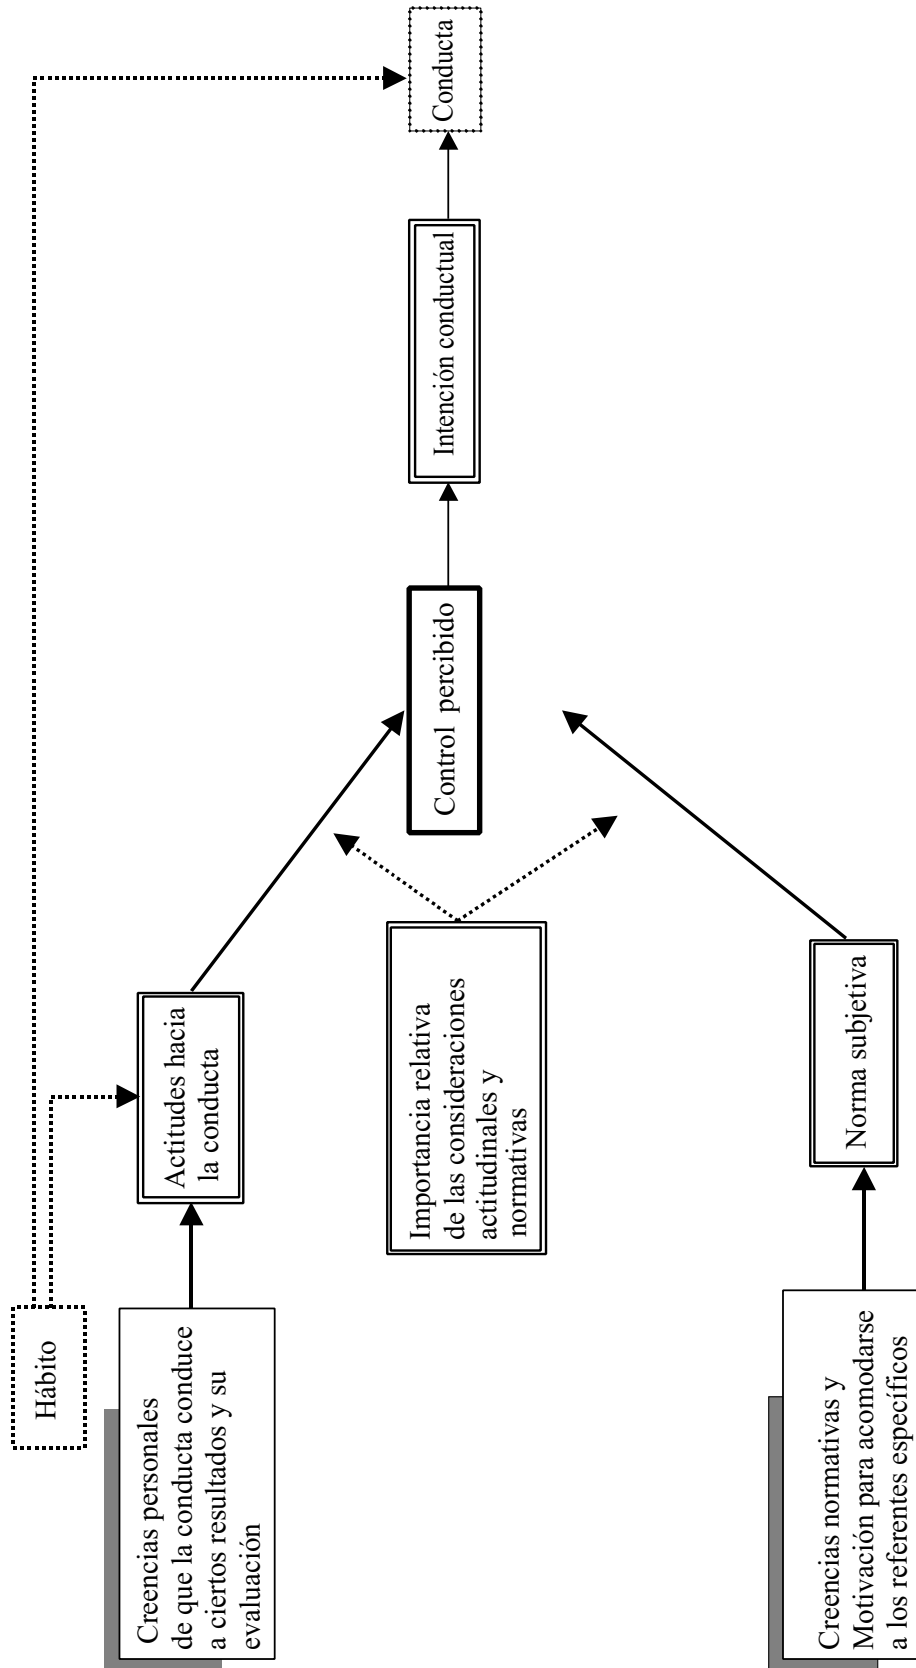 Hábito
Creencias personales
de que la conducta conduce
a ciertos resultados y su
evaluación
Actitudes hacia
la conducta
Importancia relativa
de las consideraciones
actitudinales y
normativas
Control percibido
Intención conductual
Conducta
Creencias normativas y
Motivación para acomodarse
a los referentes específicos
Norma subjetiva